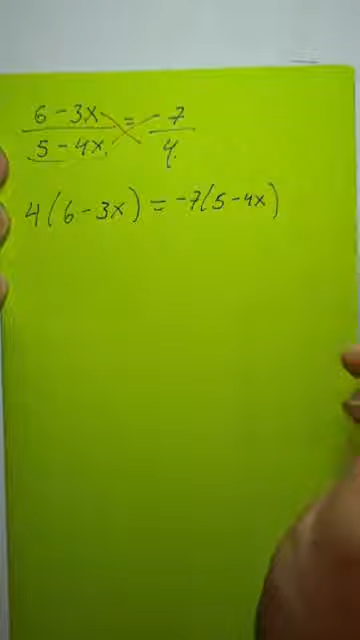 6 - 3x / 5 - 4x = 7 / 4
4(6 - 3x) = -7(5 - 4x)